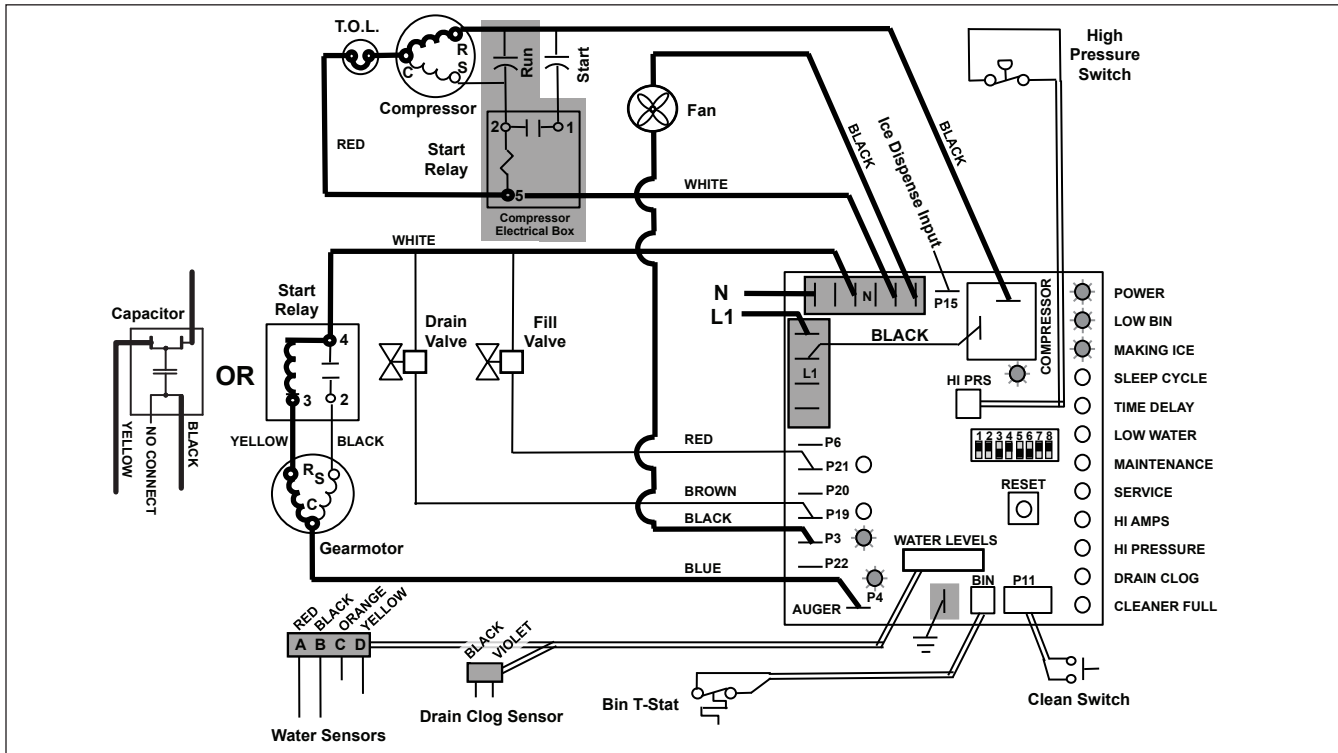 T.O.L.
R
S
C
Compressor
Run
Start
High
Pressure
Switch
Fan
2
1
RED
Start
Relay
5
WHITE
Compressor
Electrical Box
BLACK
Ice Dispense Input
BLACK
WHITE
Start
Relay
Capacitor
4
Drain
Valve
Fill
Valve
OR
3
2
YELLOW
NO CONNECT
BLACK
YELLOW
BLACK
R
S
C
Gearmotor
N
L1
N
P15
BLACK
L1
COMPRESSOR
HI PRS
POWER
LOW BIN
MAKING ICE
SLEEP CYCLE
TIME DELAY
LOW WATER
MAINTENANCE
SERVICE
HI AMPS
HI PRESSURE
DRAIN CLOG
CLEANER FULL
1 2 3 4 5 6 7 8
RESET
RED
P6
P21
P20
BROWN
P19
BLACK
P3
P22
BLUE
P4
AUGER
WATER LEVELS
BIN
P11
RED
BLACK
ORANGE
YELLOW
A B C D
Water Sensors
BLACK
VIOLET
Drain Clog Sensor
Bin T-Stat
Clean Switch